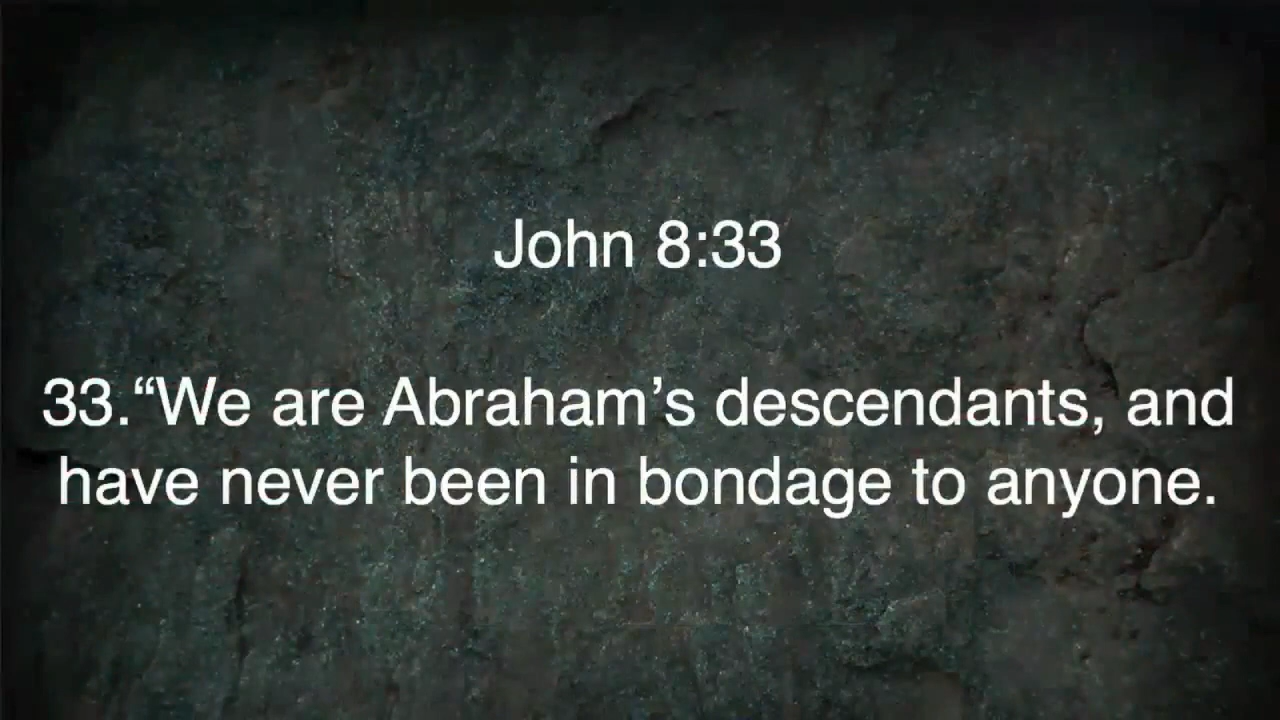 John 8:33
33.“We are Abraham’s descendants, and
have never been in bondage to anyone.